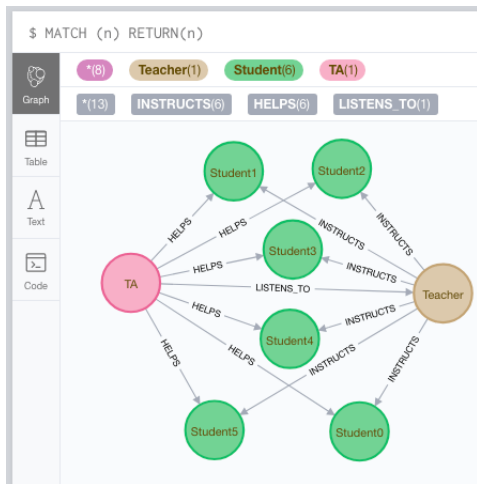 $ MATCH (n) RETURN(n)
*(8) Teacher(1) Student(6) TA(1)
*(13) INSTRUCTS(6) HELPS(6) LISTENS_TO(1)
Graph
Table
Text
Code
Student1
Student2
HELPS
HELPS
INSTRUCTS
INSTRUCTS
Student3
HELPS
INSTRUCTS
TA
LISTENS_TO
Teacher
HELPS
INSTRUCTS
Student4
HELPS
HELPS
INSTRUCTS
INSTRUCTS
Student5
Student0